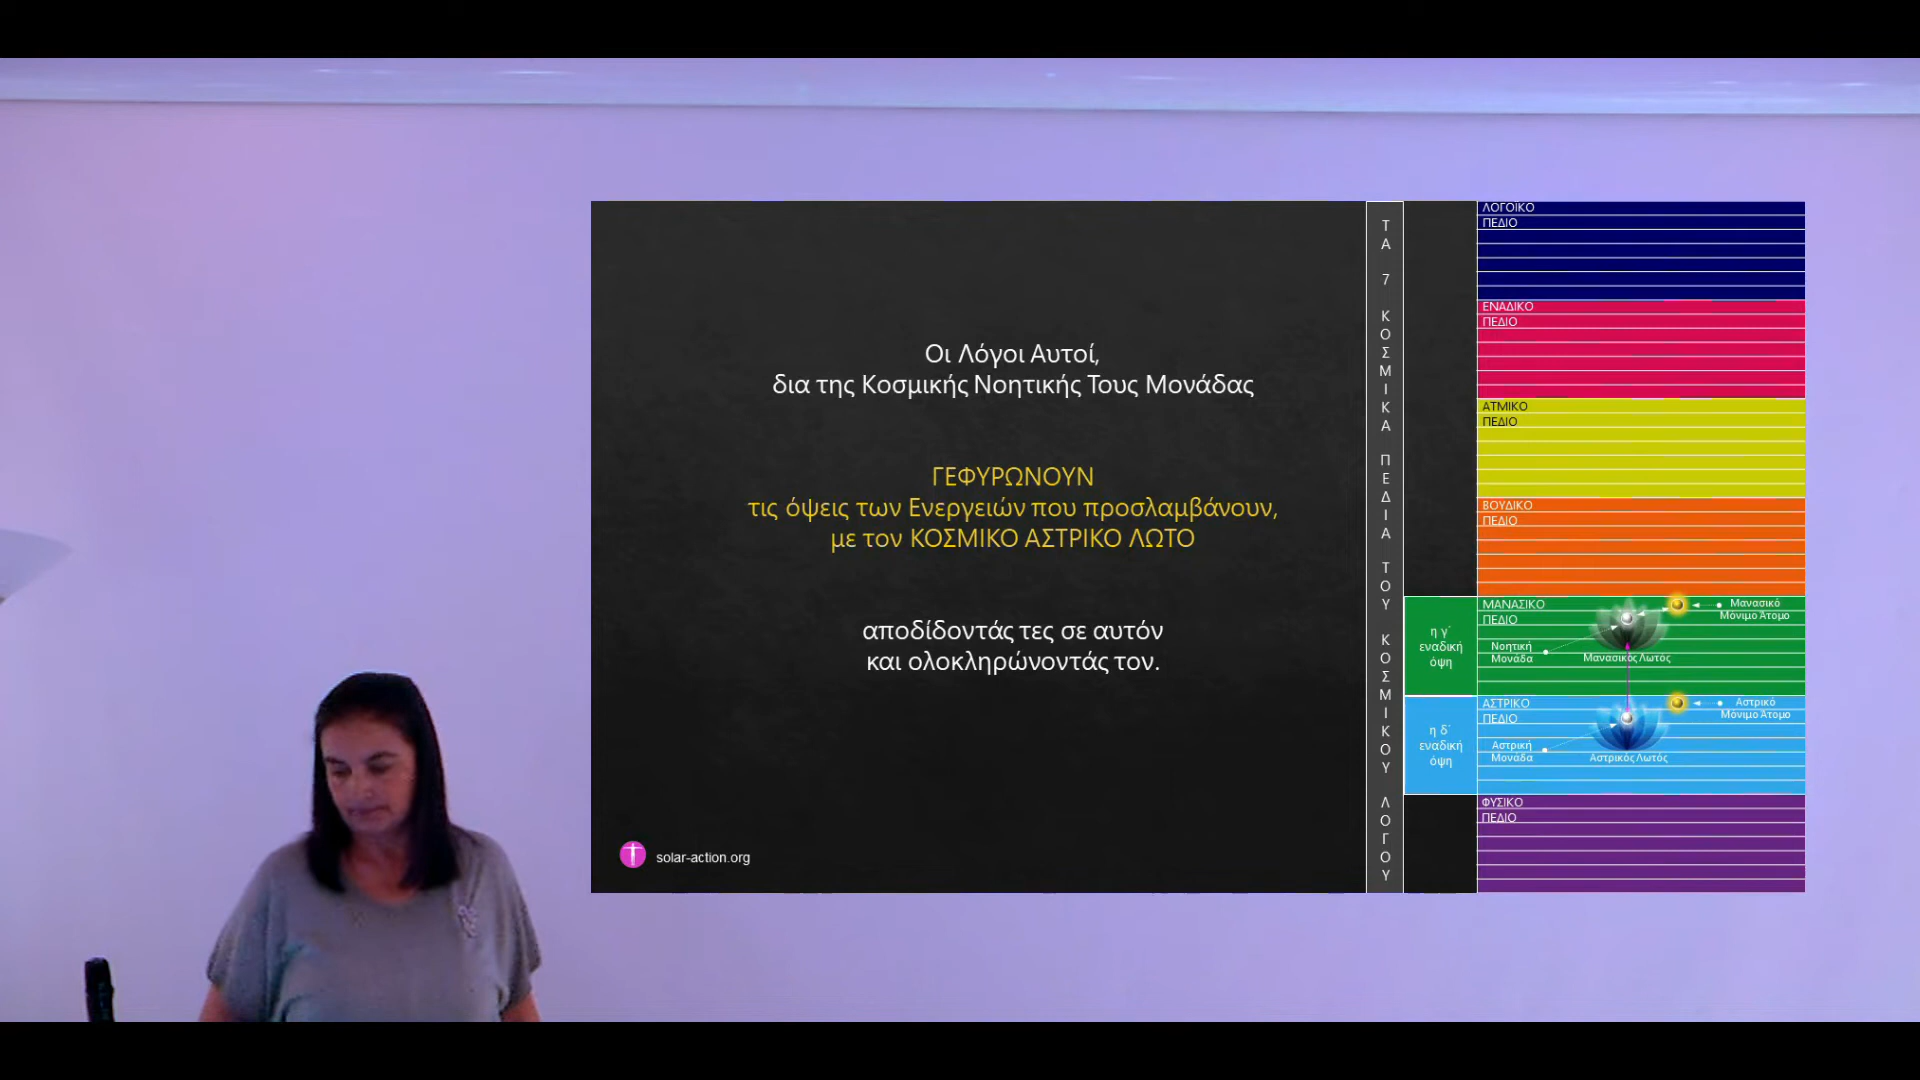 Οι Λόγοι Αυτοί,
δια της Κοσμικής Νοητικής Τους Μονάδας
ΓΕΦΥΡΩΝΟΥΝ
τις όψεις των Ενεργειών που προσλαμβάνουν,
με τον ΚΟΣΜΙΚΟ ΑΣΤΡΙΚΟ ΛΩΤΟ
αποδίδοντάς τες σε αυτόν
και ολοκληρώνοντάς τον.
solar-action.org
ΤΑ 7 ΚΟΣΜΙΚΑ ΠΕΔΙΑ ΤΟΥ ΚΟΣΜΙΚΟΥ ΛΟΓΟΥ
ΛΟΓΟΪΚΟ
ΠΕΔΙΟ
ΕΝΑΔΙΚΟ
ΠΕΔΙΟ
ΑΤΜΙΚΟ
ΠΕΔΙΟ
ΒΟΥΔΙΚΟ
ΠΕΔΙΟ
η γ΄
εναδική
όψη
ΜΑΝΑΣΙΚΟ
ΠΕΔΙΟ
Μανασικό
Μόνιμο Άτομο
Νοητική
Μονάδα
Μανασικός Λωτός
η δ΄
εναδική
όψη
ΑΣΤΡΙΚΟ
ΠΕΔΙΟ
Αστρικό
Μόνιμο Άτομο
Αστρική
Μονάδα
Αστρικός Λωτός
ΦΥΣΙΚΟ
ΠΕΔΙΟ